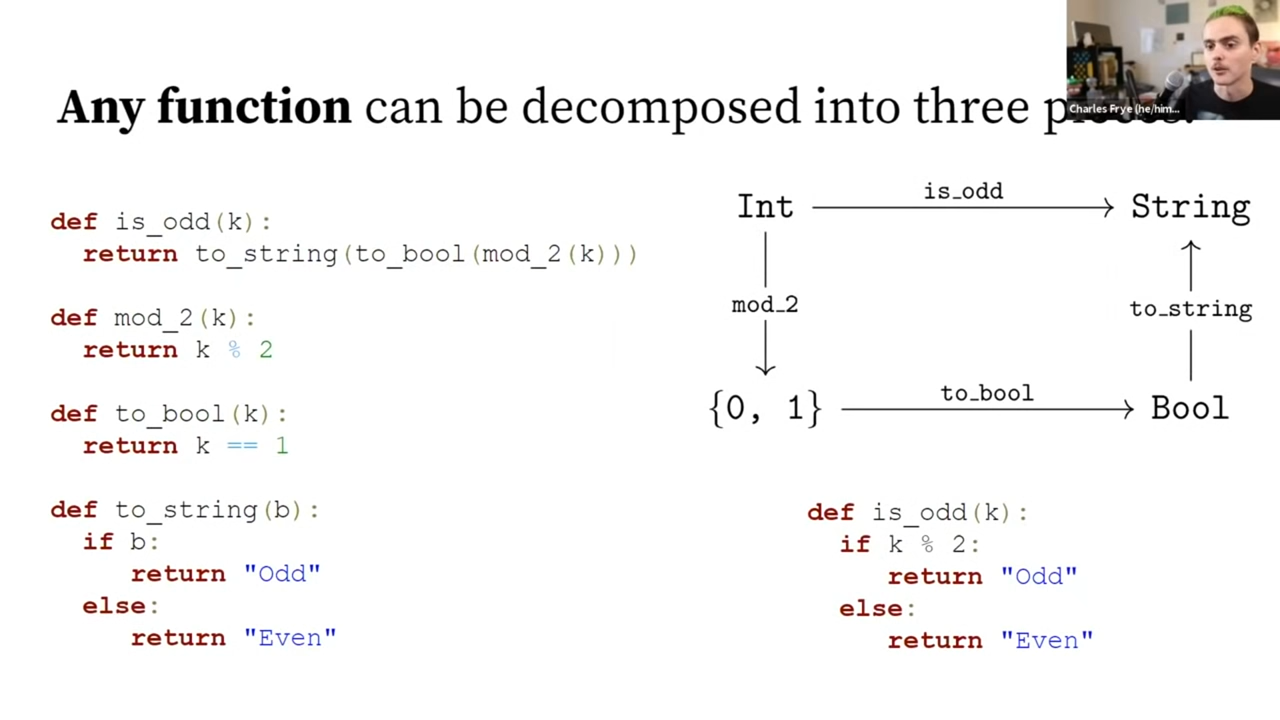 Any function can be decomposed into three
Charles Frye (he/him...
def is_odd(k):
return to_string(to_bool(mod_2(k)))
def mod_2(k):
return k % 2
def to_bool(k):
return k == 1
def to_string(b):
if b:
return "Odd"
else:
return "Even"
is_odd
Int
String
mod_2
to_string
to_bool
{0, 1}
Bool
def is_odd(k):
if k % 2:
return "Odd"
else:
return "Even"